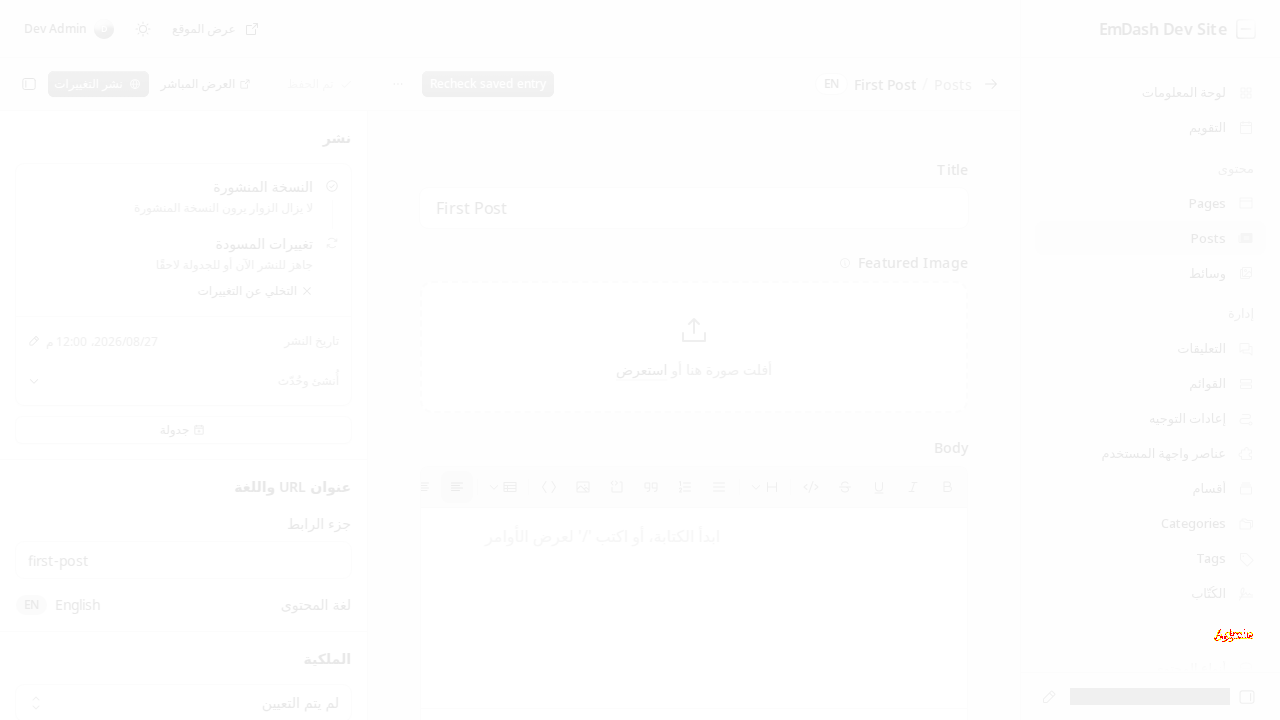 EmDash Dev Site
عرض الموقع
Dev Admin
لوحة المعلومات
التقويم
محتوى
Pages
Posts
وسائط
إدارة
التعليقات
القوائم
إعادات التوجيه
عناصر واجهة المستخدم
أقسام
Categories
Tags
الكُتّاب
Posts / First Post EN
Recheck saved entry
تم الحفظ
العرض المباشر
نشر التغييرات
Title
First Post
Featured Image
أفلت صورة هنا أو استعرض
Body
ابدأ الكتابة، أو اكتب '/' لعرض الأوامر
نشر
النسخة المنشورة
لا يزال الزوار يرون النسخة المنشورة
تغييرات المسودة
جاهز للنشر الآن أو للجدولة لاحقًا
التخلي عن التغييرات
تاريخ النشر
27‏/08‏/2026، 12:00 م
أُنشئ وحُدّث
جدولة
عنوان URL واللغة
جزء الرابط
first-post
لغة المحتوى
English EN
الملكية
لم يتم التعيين